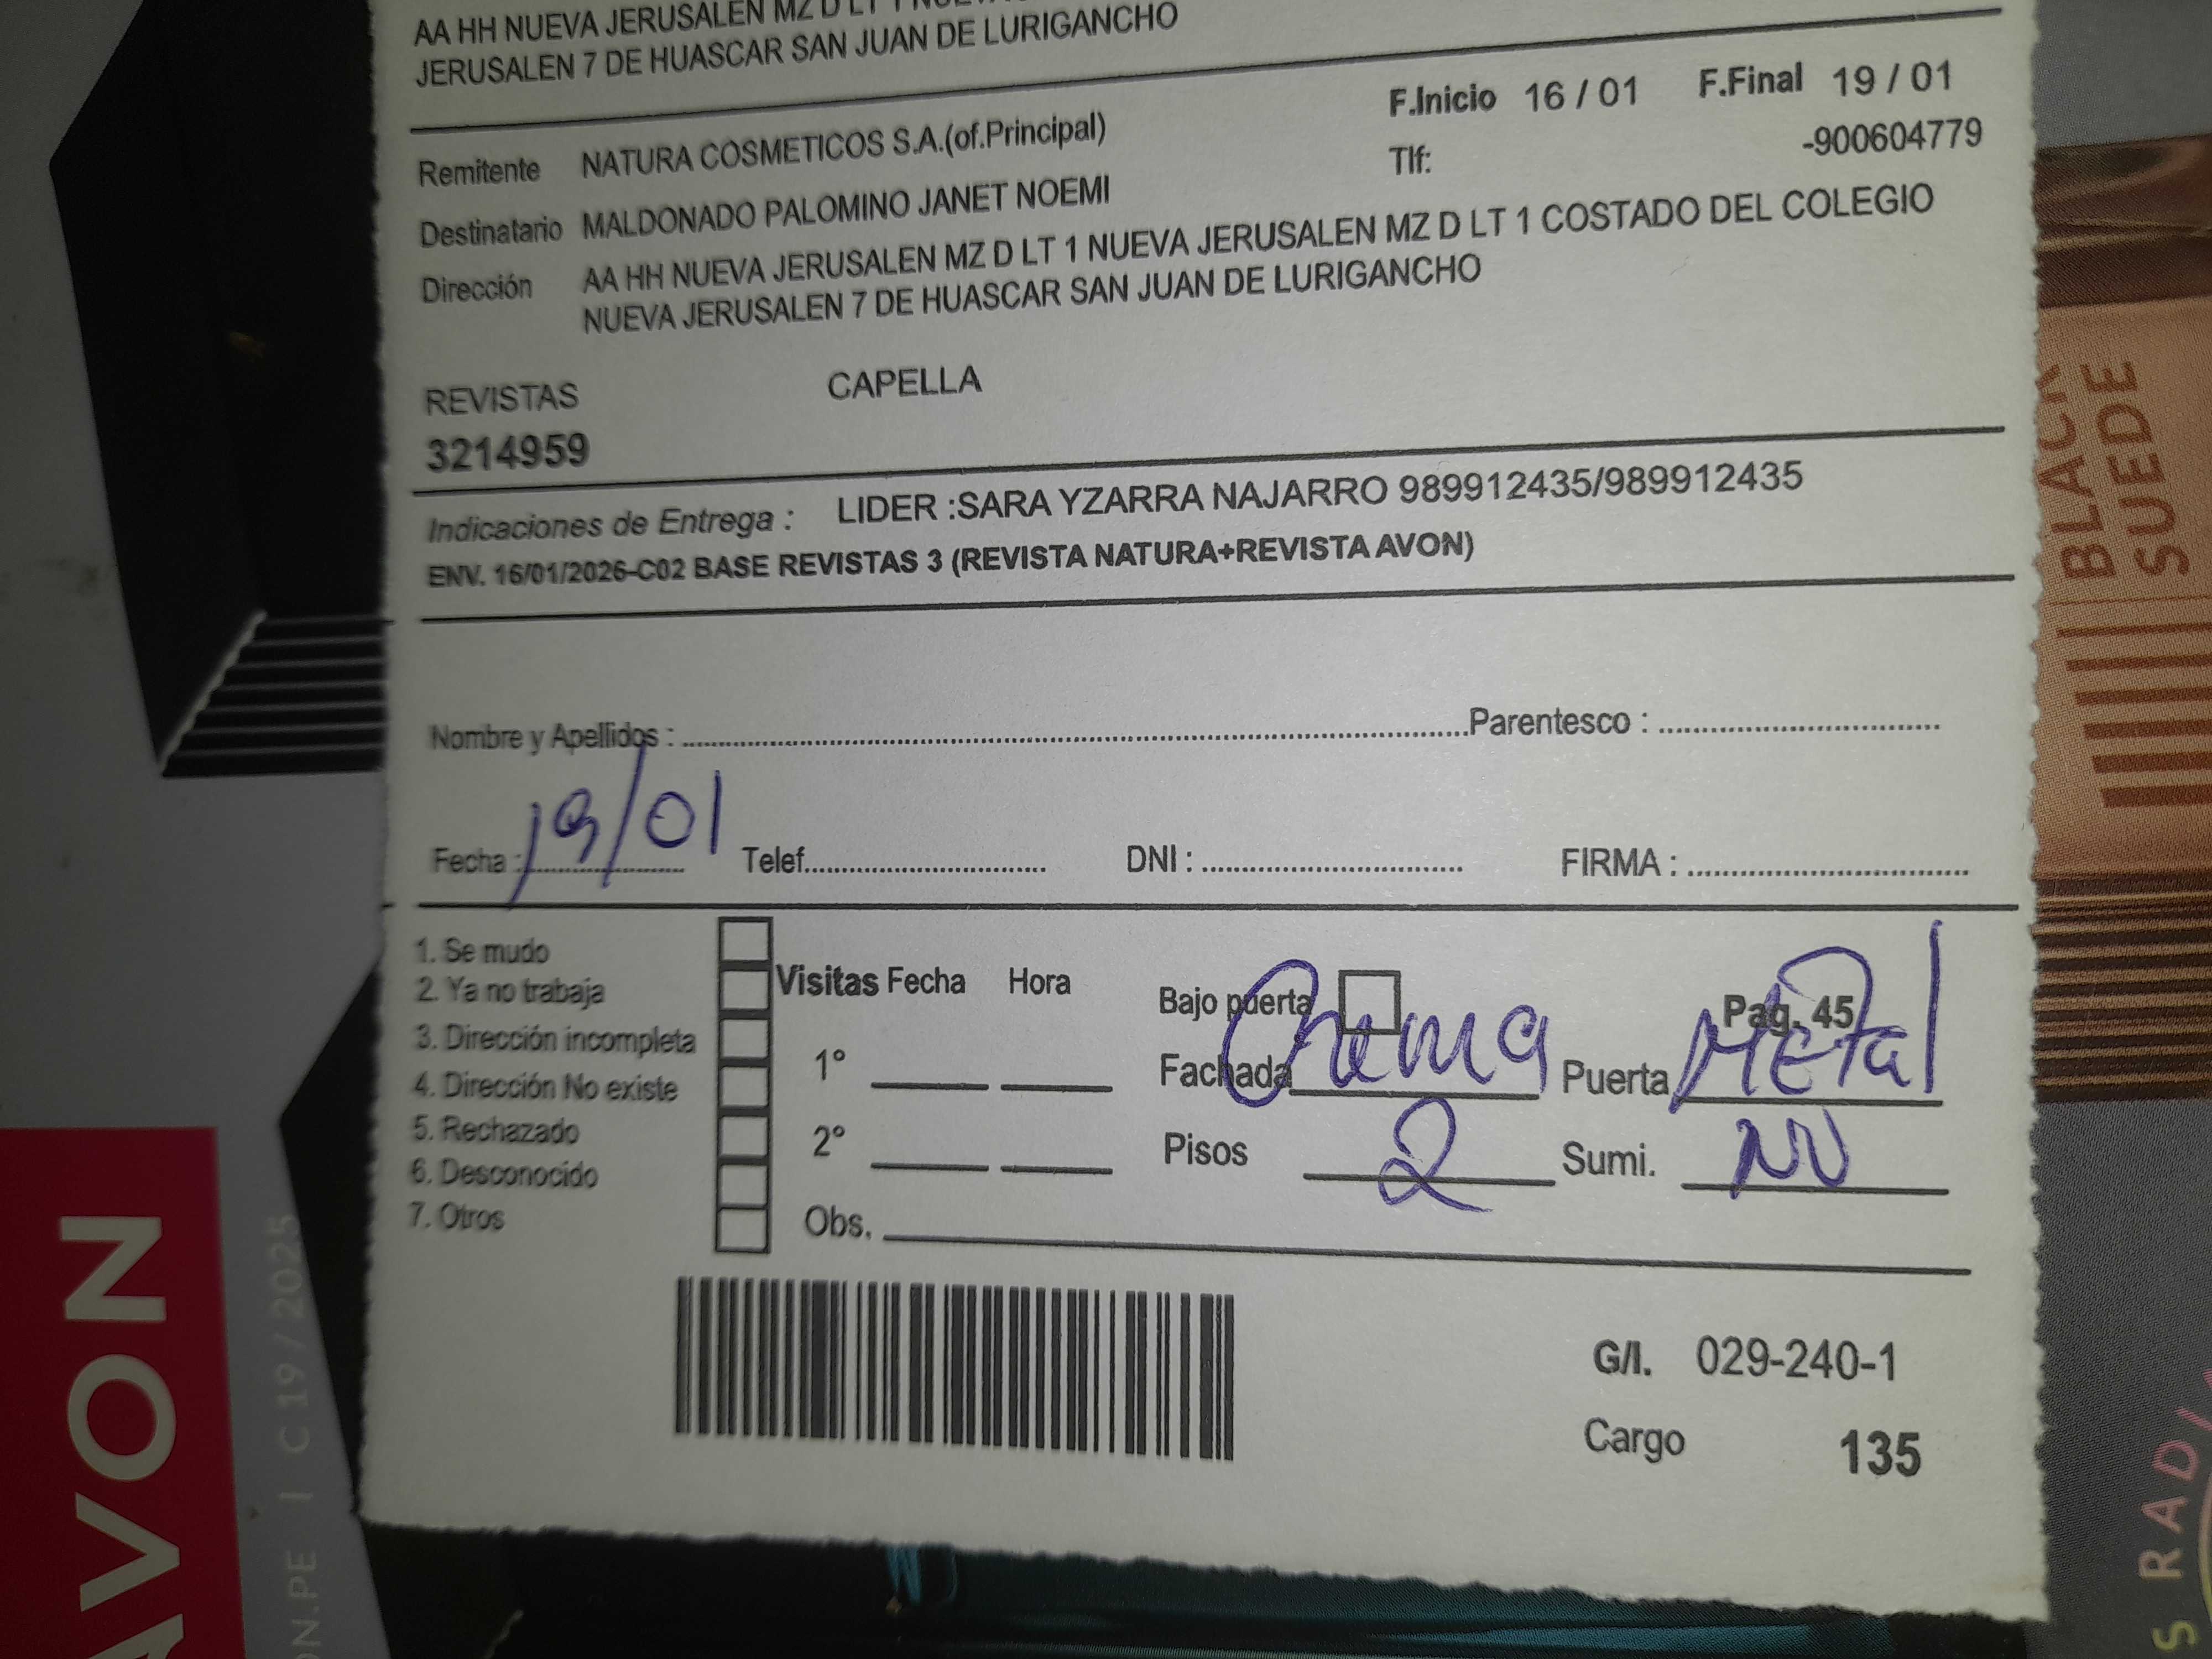 AA HH NUEVA JERUSALEN MZ D LT 1
JERUSALEN 7 DE HUASCAR SAN JUAN DE LURIGANCHO
F.Inicio 16 / 01 F.Final 19 / 01
Remitente NATURA COSMETICOS S.A.(of.Principal)
Tlf: -900604779
Destinatario MALDONADO PALOMINO JANET NOEMI
Dirección AA HH NUEVA JERUSALEN MZ D LT 1 NUEVA JERUSALEN MZ D LT 1 COSTADO DEL COLEGIO
NUEVA JERUSALEN 7 DE HUASCAR SAN JUAN DE LURIGANCHO
REVISTAS CAPELLA
3214959
Indicaciones de Entrega : LIDER :SARA YZARRA NAJARRO 989912435/989912435
ENV. 16/01/2026-C02 BASE REVISTAS 3 (REVISTA NATURA+REVISTA AVON)
Nombre y Apellidos : Parentesco :
Fecha : 19/01 Telef. DNI : FIRMA :
1. Se mudo
2. Ya no trabaja
3. Dirección incompleta
4. Dirección No existe
5. Rechazado
6. Desconocido
7. Otros
Visitas Fecha Hora
1°
2°
Obs.
Bajo puerta Pag. 45
Fachada Crema Puerta Metal
Pisos 2 Sumi. NO
G/I. 029-240-1
Cargo 135
AVON
C 19 / 2025
BLACK
SUEDE